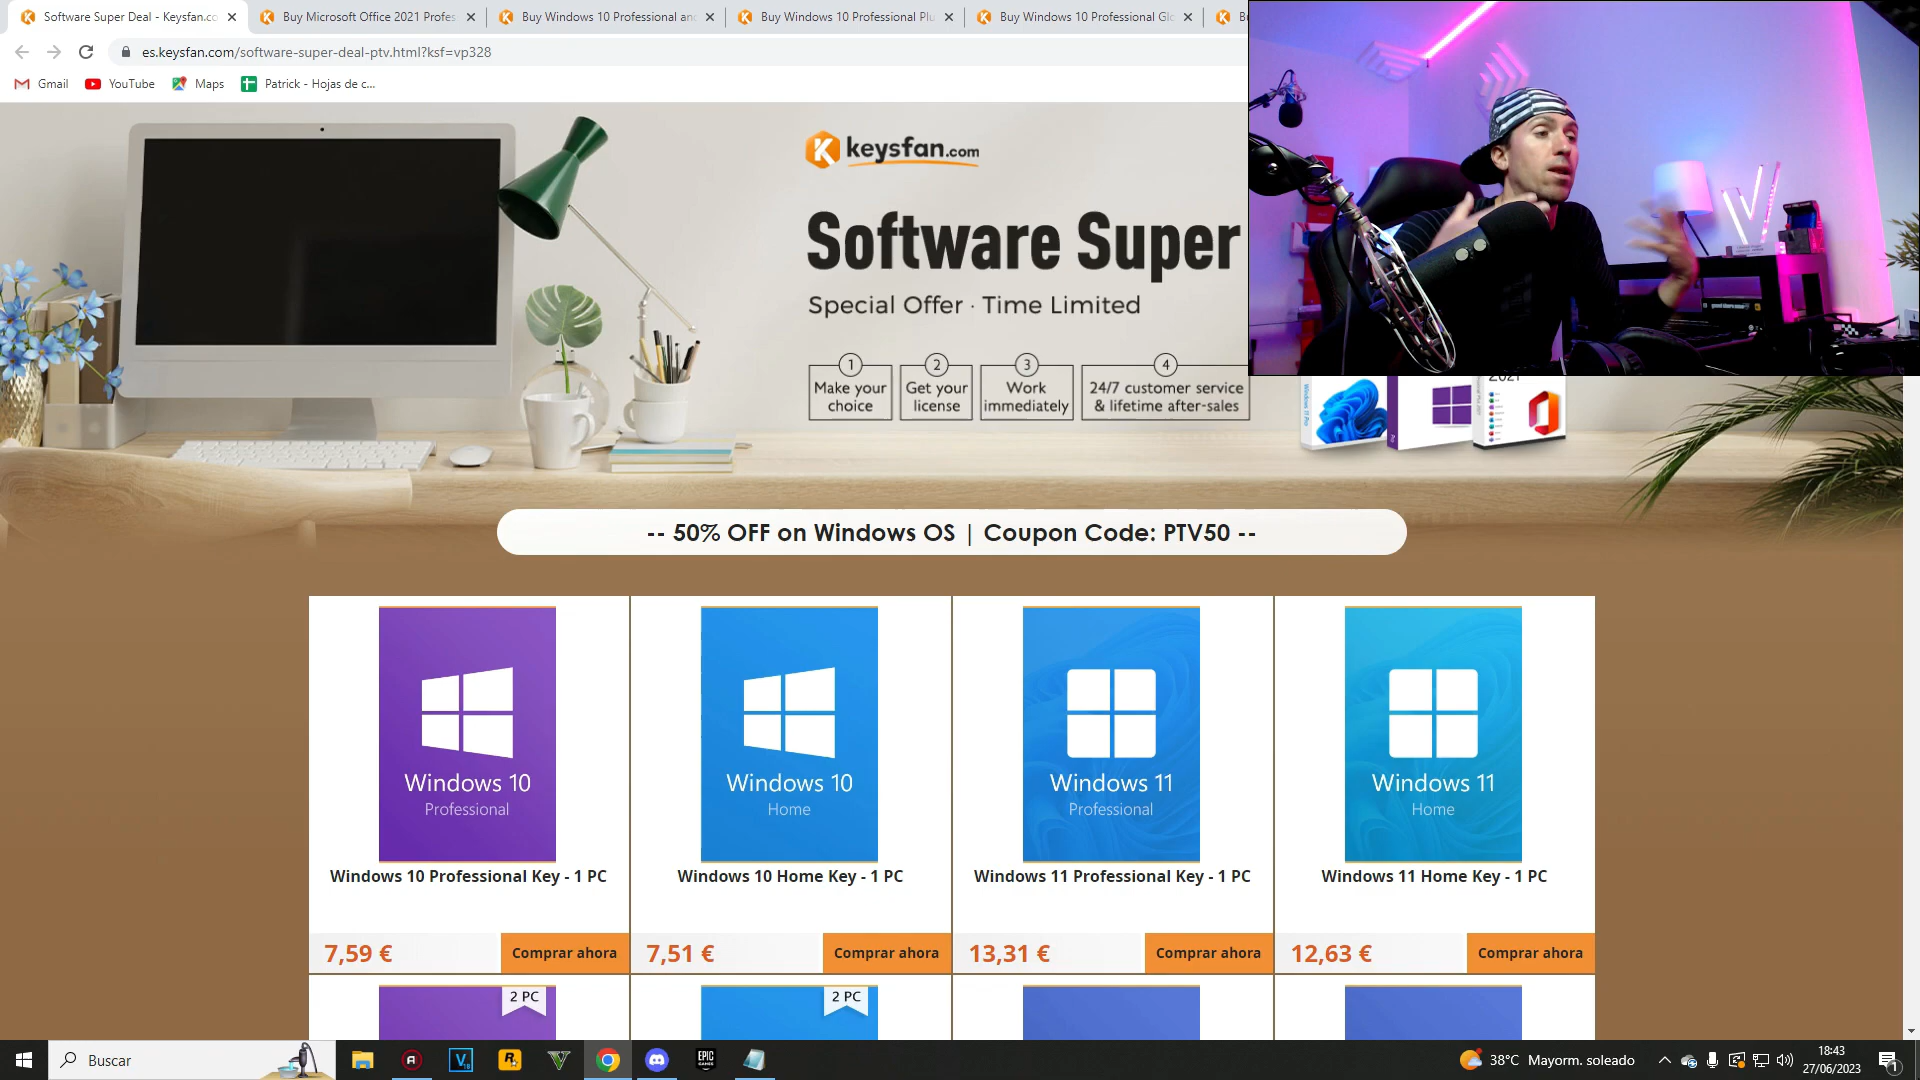 Software Super Deal - Keysfan.co
Buy Microsoft Office 2021 Profes
Buy Windows 10 Professional an
Buy Windows 10 Professional Plu
Buy Windows 10 Professional Glo
es.keysfan.com/software-super-deal-ptv.html?ksf=vp328
Gmail
YouTube
Maps
Patrick - Hojas de c...
keysfan.com
Software Super
Special Offer · Time Limited
1
Make your
choice
2
Get your
license
3
Work
immediately
4
24/7 customer service
& lifetime after-sales
2021
-- 50% OFF on Windows OS | Coupon Code: PTV50 --
Windows 10
Professional
Windows 10
Home
Windows 11
Professional
Windows 11
Home
Windows 10 Professional Key - 1 PC
Windows 10 Home Key - 1 PC
Windows 11 Professional Key - 1 PC
Windows 11 Home Key - 1 PC
7,59 €
Comprar ahora
7,51 €
Comprar ahora
13,31 €
Comprar ahora
12,63 €
Comprar ahora
2 PC
2 PC
Buscar
38°C Mayorm. soleado
18:43
27/06/2023
1